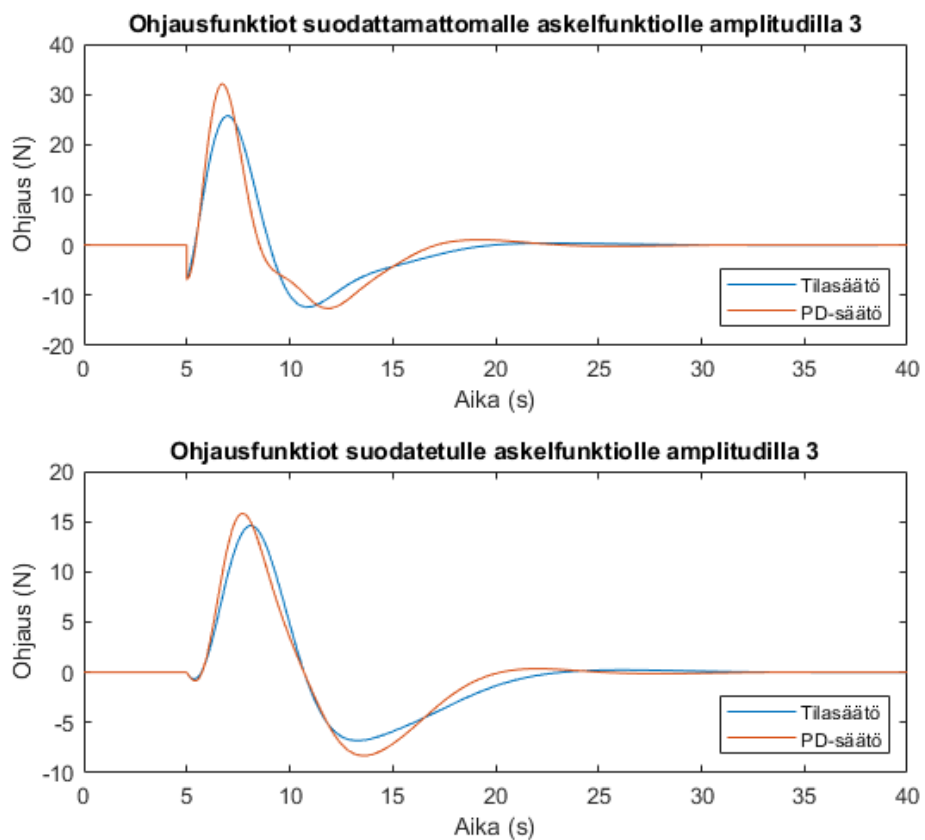 Ohjausfunktiot suodattamattomalle askelfunktiolle amplitudilla 3
40
30
20
10
0
-10
-20
Ohjaus (N)
Tilasäätö
PD-säätö
0 5 10 15 20 25 30 35 40
Aika (s)
Ohjausfunktiot suodatetulle askelfunktiolle amplitudilla 3
20
15
10
5
0
-5
-10
Ohjaus (N)
Tilasäätö
PD-säätö
0 5 10 15 20 25 30 35 40
Aika (s)